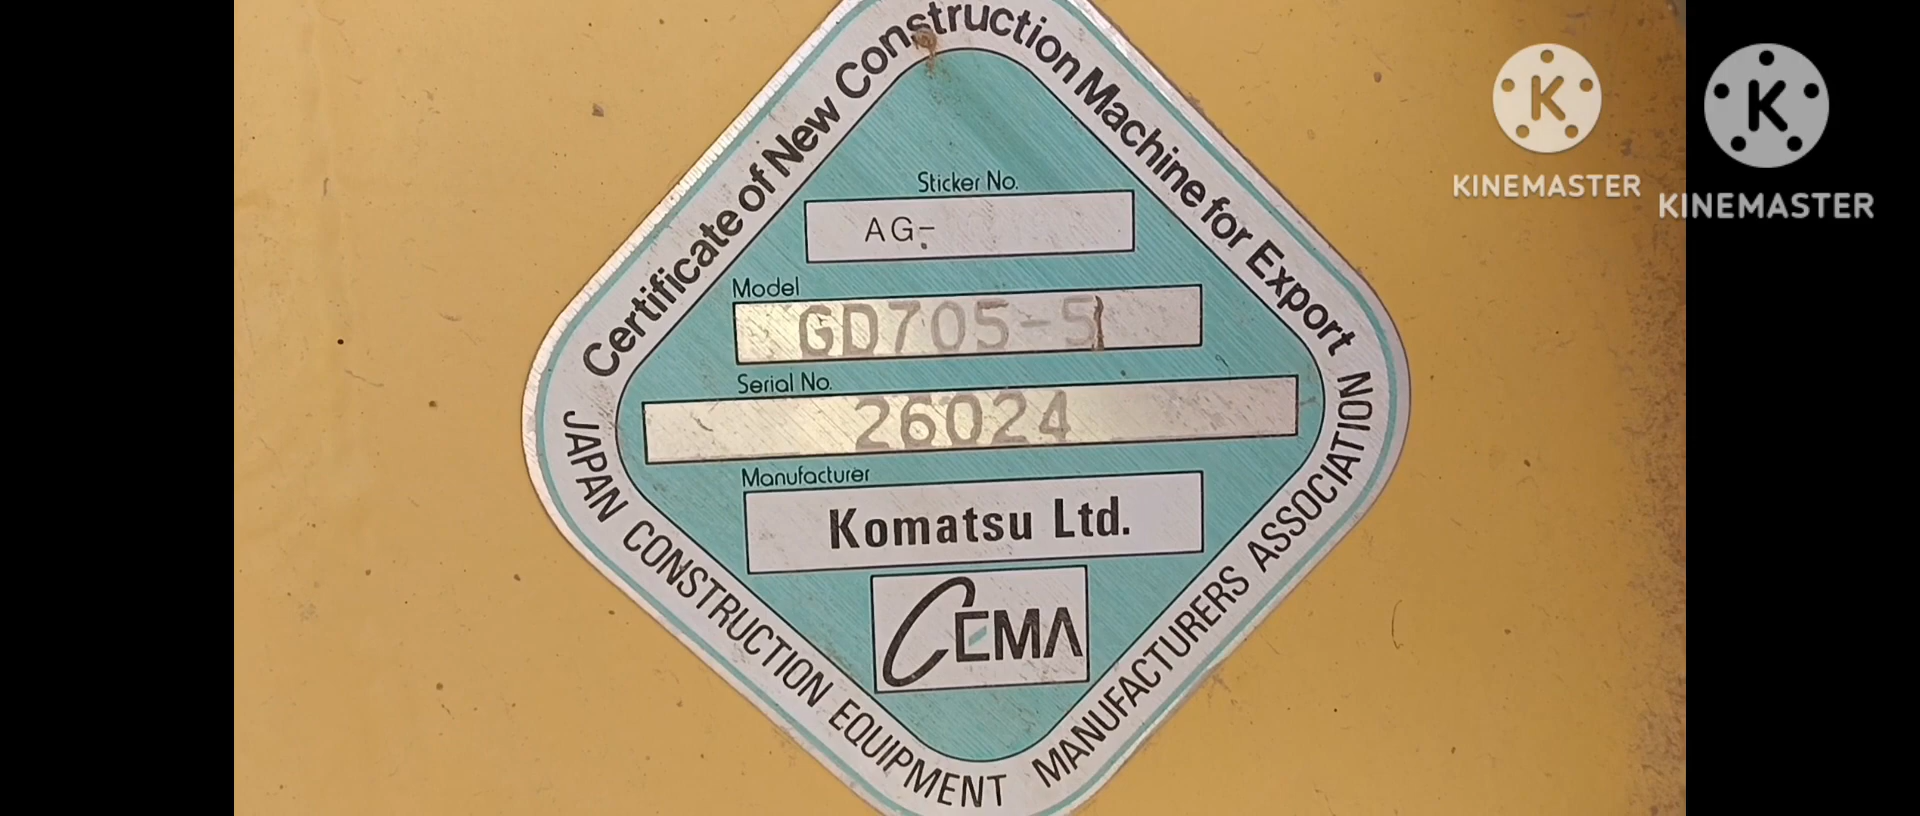 Certificate of New Construction Machine for Export
Sticker No.
AG-
Model
GD705-5
Serial No.
26024
Manufacturer
Komatsu Ltd.
CEMA
JAPAN CONSTRUCTION EQUIPMENT MANUFACTURERS ASSOCIATION
K
KINEMASTER
K
KINEMASTER